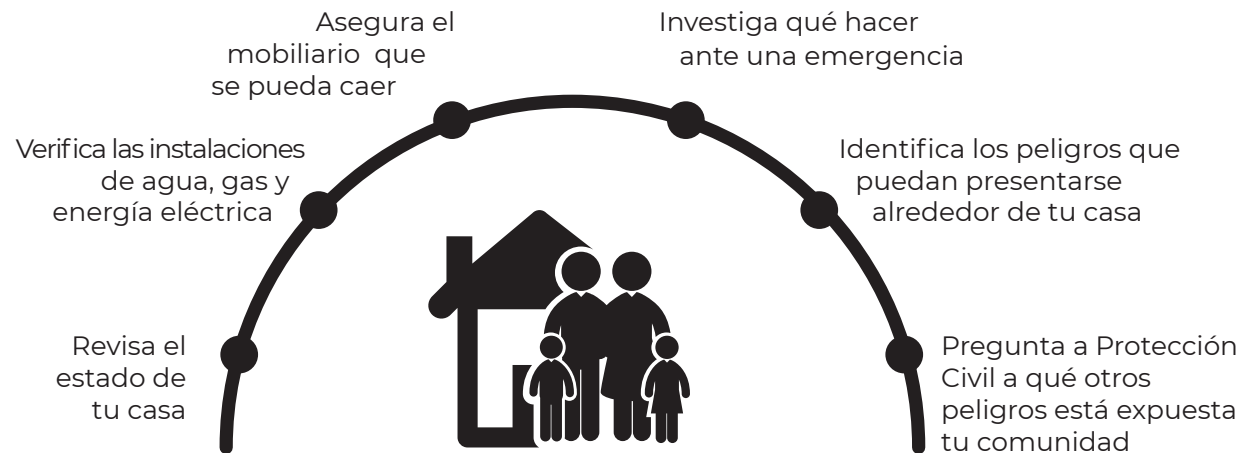 Asegura el
mobiliario que
se pueda caer
Investiga qué hacer
ante una emergencia
Verifica las instalaciones
de agua, gas y
energía eléctrica
Identifica los peligros que
puedan presentarse
alrededor de tu casa
Revisa el
estado de
tu casa
Pregunta a Protección
Civil a qué otros
peligros está expuesta
tu comunidad